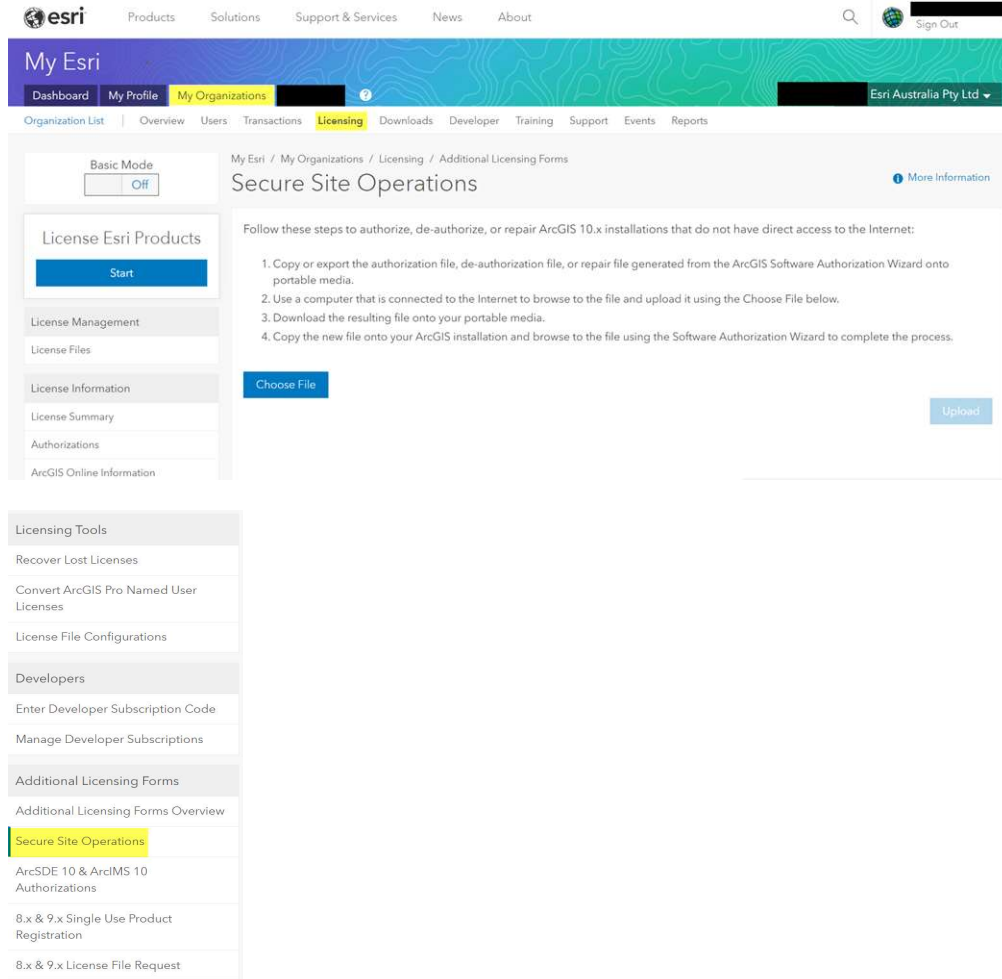 esri
Products Solutions Support & Services News About
Sign Out
My Esri
Dashboard My Profile My Organizations ?
Esri Australia Pty Ltd
Organization List | Overview Users Transactions Licensing Downloads Developer Training Support Events Reports
Basic Mode
Off
My Esri / My Organizations / Licensing / Additional Licensing Forms
Secure Site Operations
More Information
License Esri Products
Start
License Management
License Files
License Information
License Summary
Authorizations
ArcGIS Online Information
Follow these steps to authorize, de-authorize, or repair ArcGIS 10.x installations that do not have direct access to the Internet:
1. Copy or export the authorization file, de-authorization file, or repair file generated from the ArcGIS Software Authorization Wizard onto
portable media.
2. Use a computer that is connected to the Internet to browse to the file and upload it using the Choose File below.
3. Download the resulting file onto your portable media.
4. Copy the new file onto your ArcGIS installation and browse to the file using the Software Authorization Wizard to complete the process.
Choose File
Upload
Licensing Tools
Recover Lost Licenses
Convert ArcGIS Pro Named User
Licenses
License File Configurations
Developers
Enter Developer Subscription Code
Manage Developer Subscriptions
Additional Licensing Forms
Additional Licensing Forms Overview
Secure Site Operations
ArcSDE 10 & ArcIMS 10
Authorizations
8.x & 9.x Single Use Product
Registration
8.x & 9.x License File Request